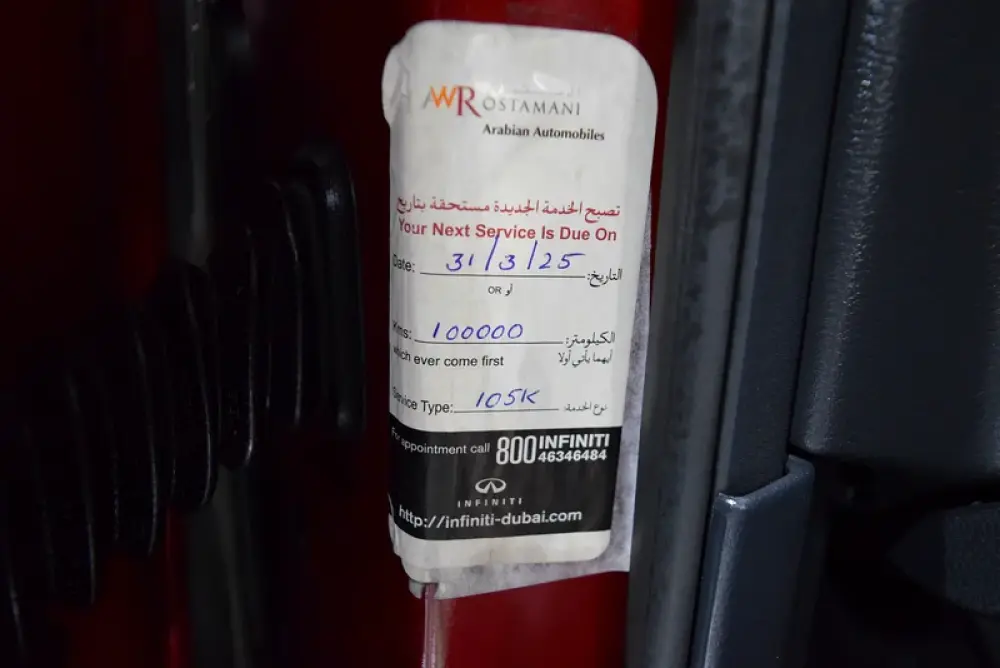 AWROSTAMANI
Arabian Automobiles
تصبح الخدمة الجديدة مستحقة بتاريخ
Your Next Service Is Due On
Date: 31/3/25 التاريخ:
OR أو
Kms: 100000 الكيلومتر:
which ever come first أيهما يأتي أولا
Service Type: 105K نوع الخدمة:
For appointment call 800 INFINITI
46346484
INFINITI
http://infiniti-dubai.com